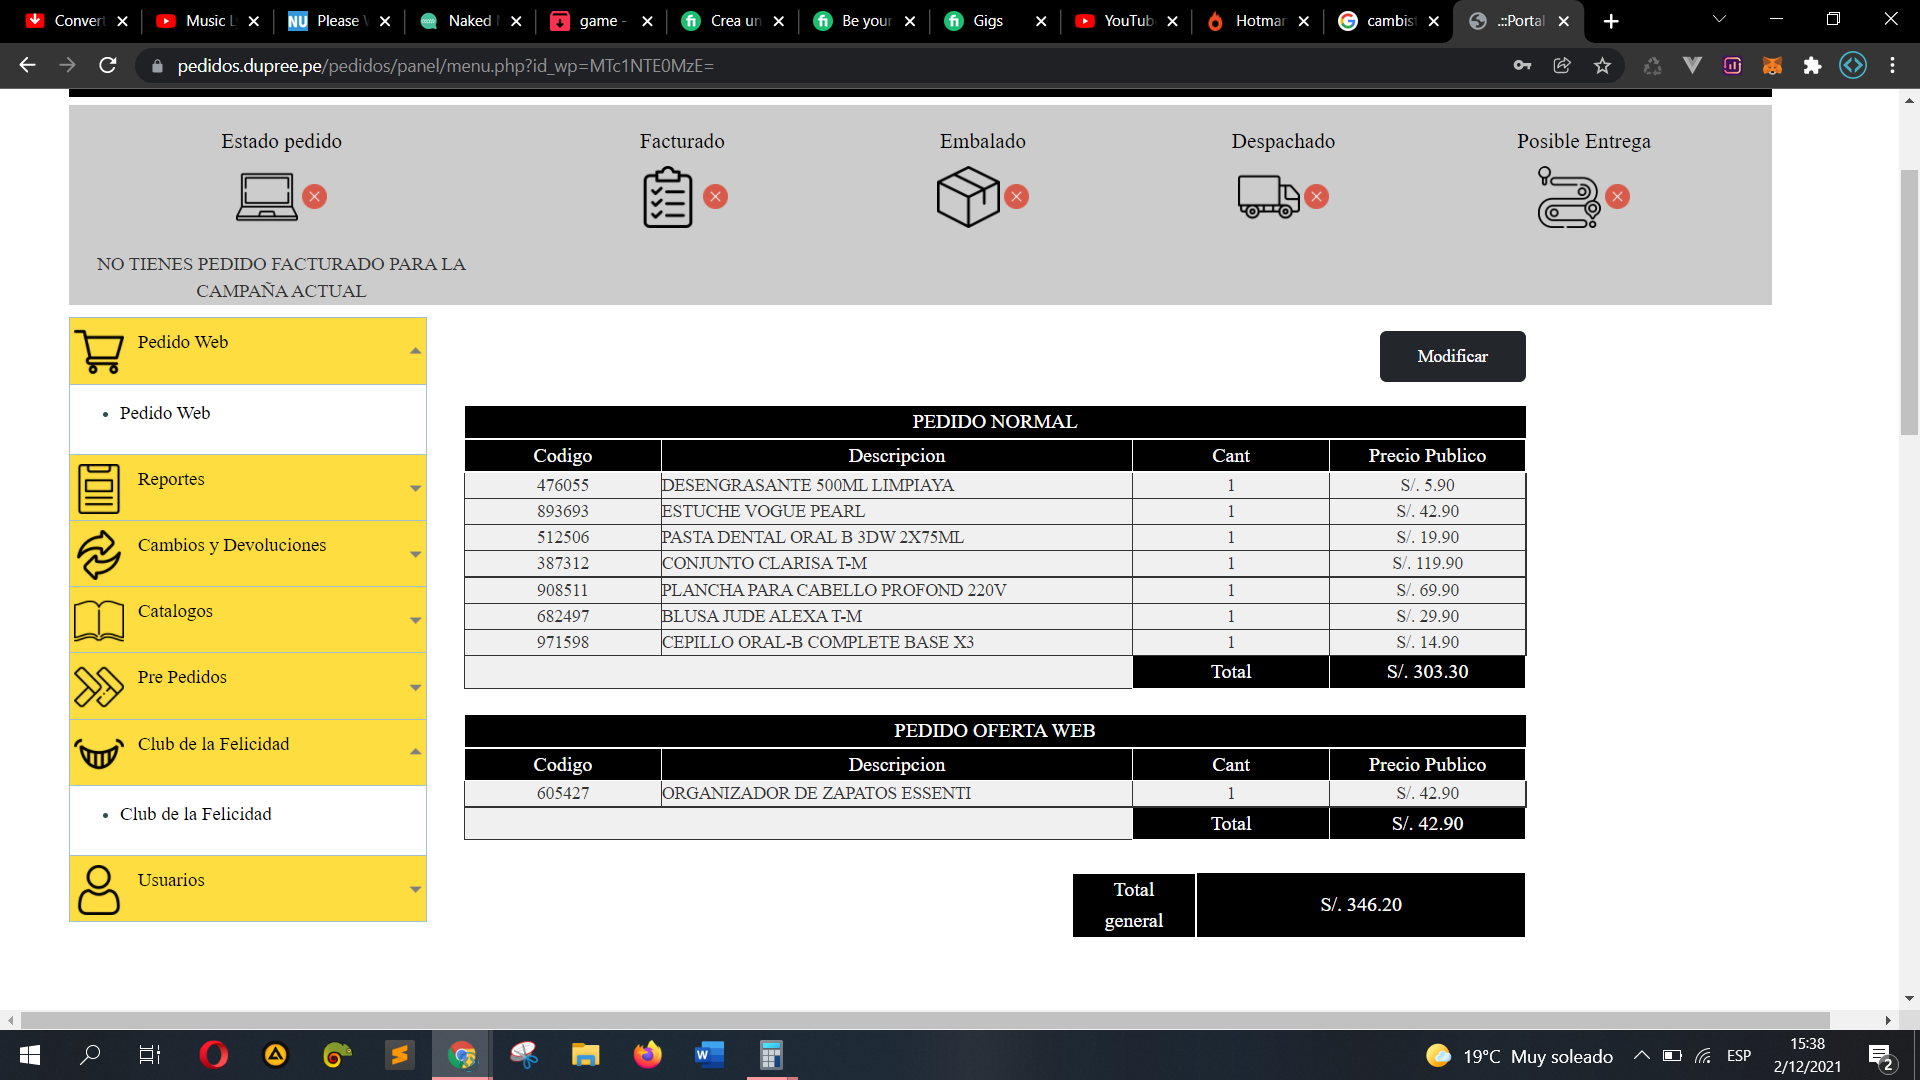 Convert
Music L
NU Please
Naked
game -
fi Crea un
fi Be your
fi Gigs
YouTub
Hotmar
cambist
.::Portal
pedidos.dupree.pe/pedidos/panel/menu.php?id_wp=MTc1NTE0MzE=
Estado pedido Facturado Embalado Despachado Posible Entrega
NO TIENES PEDIDO FACTURADO PARA LA
CAMPAÑA ACTUAL
Pedido Web
Pedido Web
Reportes
Cambios y Devoluciones
Catalogos
Pre Pedidos
Club de la Felicidad
Club de la Felicidad
Usuarios
Modificar
PEDIDO NORMAL
Codigo Descripcion Cant Precio Publico
476055 DESENGRASANTE 500ML LIMPIAYA 1 S/. 5.90
893693 ESTUCHE VOGUE PEARL 1 S/. 42.90
512506 PASTA DENTAL ORAL B 3DW 2X75ML 1 S/. 19.90
387312 CONJUNTO CLARISA T-M 1 S/. 119.90
908511 PLANCHA PARA CABELLO PROFOND 220V 1 S/. 69.90
682497 BLUSA JUDE ALEXA T-M 1 S/. 29.90
971598 CEPILLO ORAL-B COMPLETE BASE X3 1 S/. 14.90
Total S/. 303.30
PEDIDO OFERTA WEB
Codigo Descripcion Cant Precio Publico
605427 ORGANIZADOR DE ZAPATOS ESSENTI 1 S/. 42.90
Total S/. 42.90
Total
general
S/. 346.20
19°C Muy soleado
ESP
15:38
2/12/2021
2